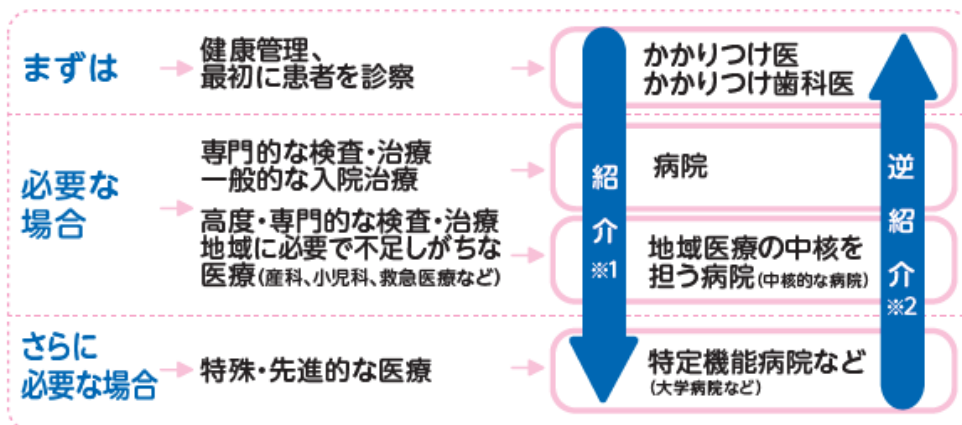 まずは
健康管理、
最初に患者を診察
かかりつけ医
かかりつけ歯科医
必要な
場合
専門的な検査・治療
一般的な入院治療
病院
高度・専門的な検査・治療
地域に必要で不足しがちな
医療(産科、小児科、救急医療など)
地域医療の中核を
担う病院(中核的な病院)
さらに
必要な場合
特殊・先進的な医療
特定機能病院など
(大学病院など)
紹介※1
逆紹介※2